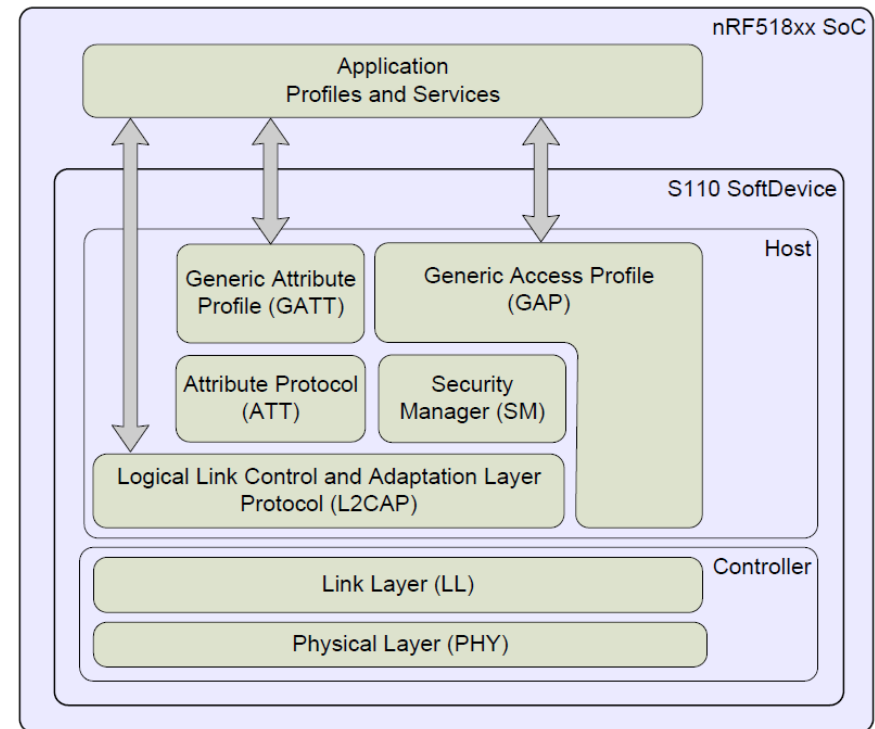 nRF518xx SoC
Application
Profiles and Services
S110 SoftDevice
Host
Generic Attribute
Profile (GATT)
Generic Access Profile
(GAP)
Attribute Protocol
(ATT)
Security
Manager (SM)
Logical Link Control and Adaptation Layer
Protocol (L2CAP)
Controller
Link Layer (LL)
Physical Layer (PHY)